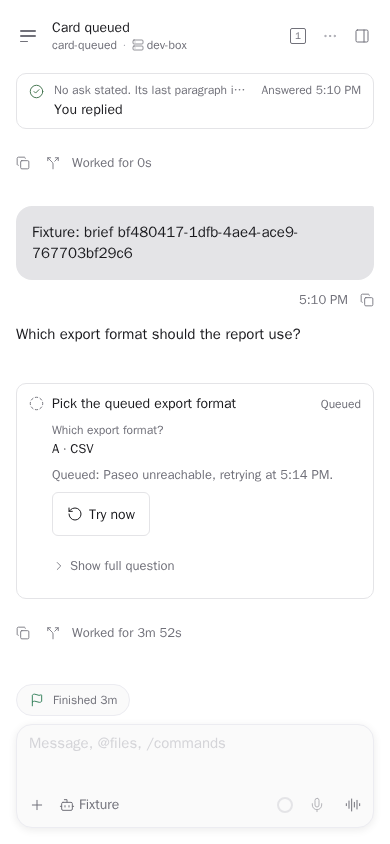 Card queued
card-queued · dev-box
1
No ask stated. Its last paragraph i··· Answered 5:10 PM
You replied
Worked for 0s
Fixture: brief bf480417-1dfb-4ae4-ace9-
767703bf29c6
5:10 PM
Which export format should the report use?
Pick the queued export format Queued
Which export format?
A · CSV
Queued: Paseo unreachable, retrying at 5:14 PM.
Try now
Show full question
Worked for 3m 52s
Finished 3m
Message, @files, /commands
Fixture